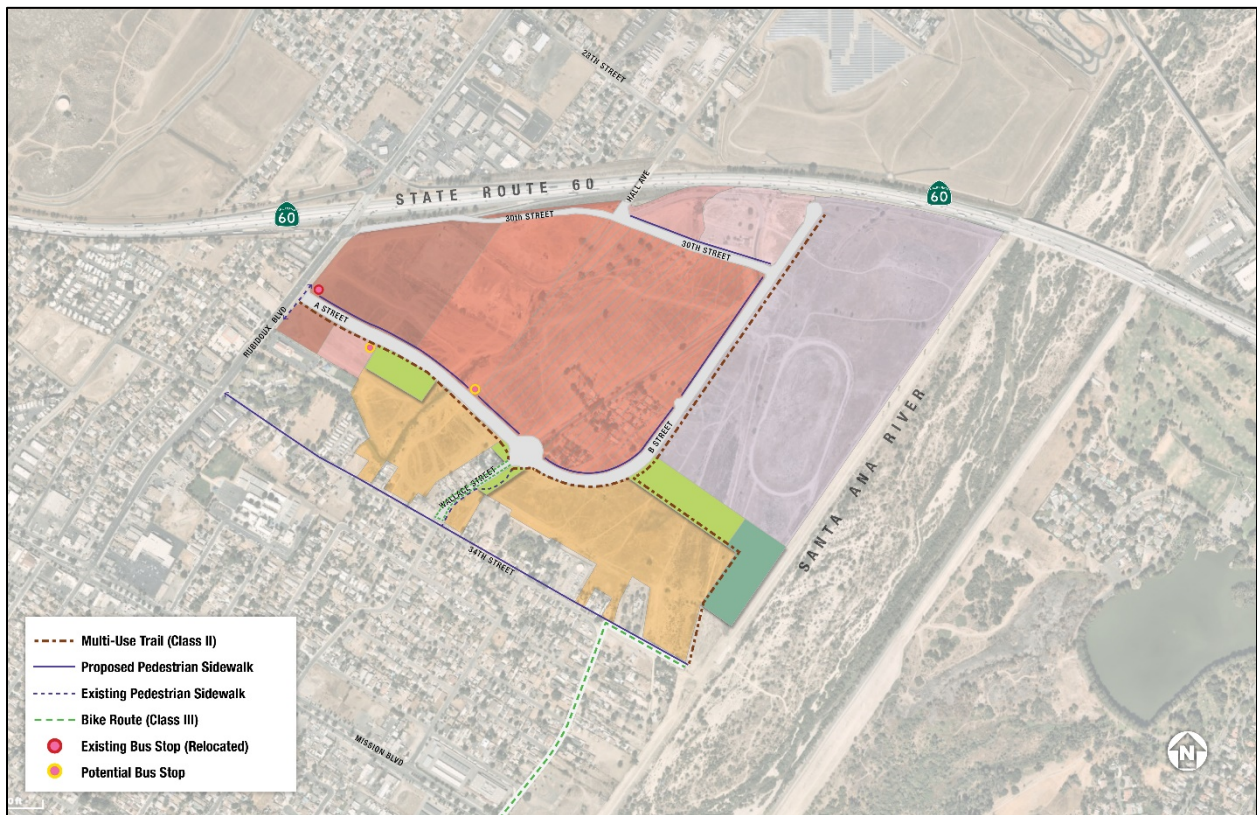 28TH STREET
HALL AVE
STATE ROUTE 60
60
60
30th STREET
30TH STREET
A STREET
RUBIDOUX BLVD
B STREET
SANTA ANA RIVER
WALLACE STREET
34TH STREET
MISSION BLVD
Multi-Use Trail (Class II)
Proposed Pedestrian Sidewalk
Existing Pedestrian Sidewalk
Bike Route (Class III)
Existing Bus Stop (Relocated)
Potential Bus Stop
N